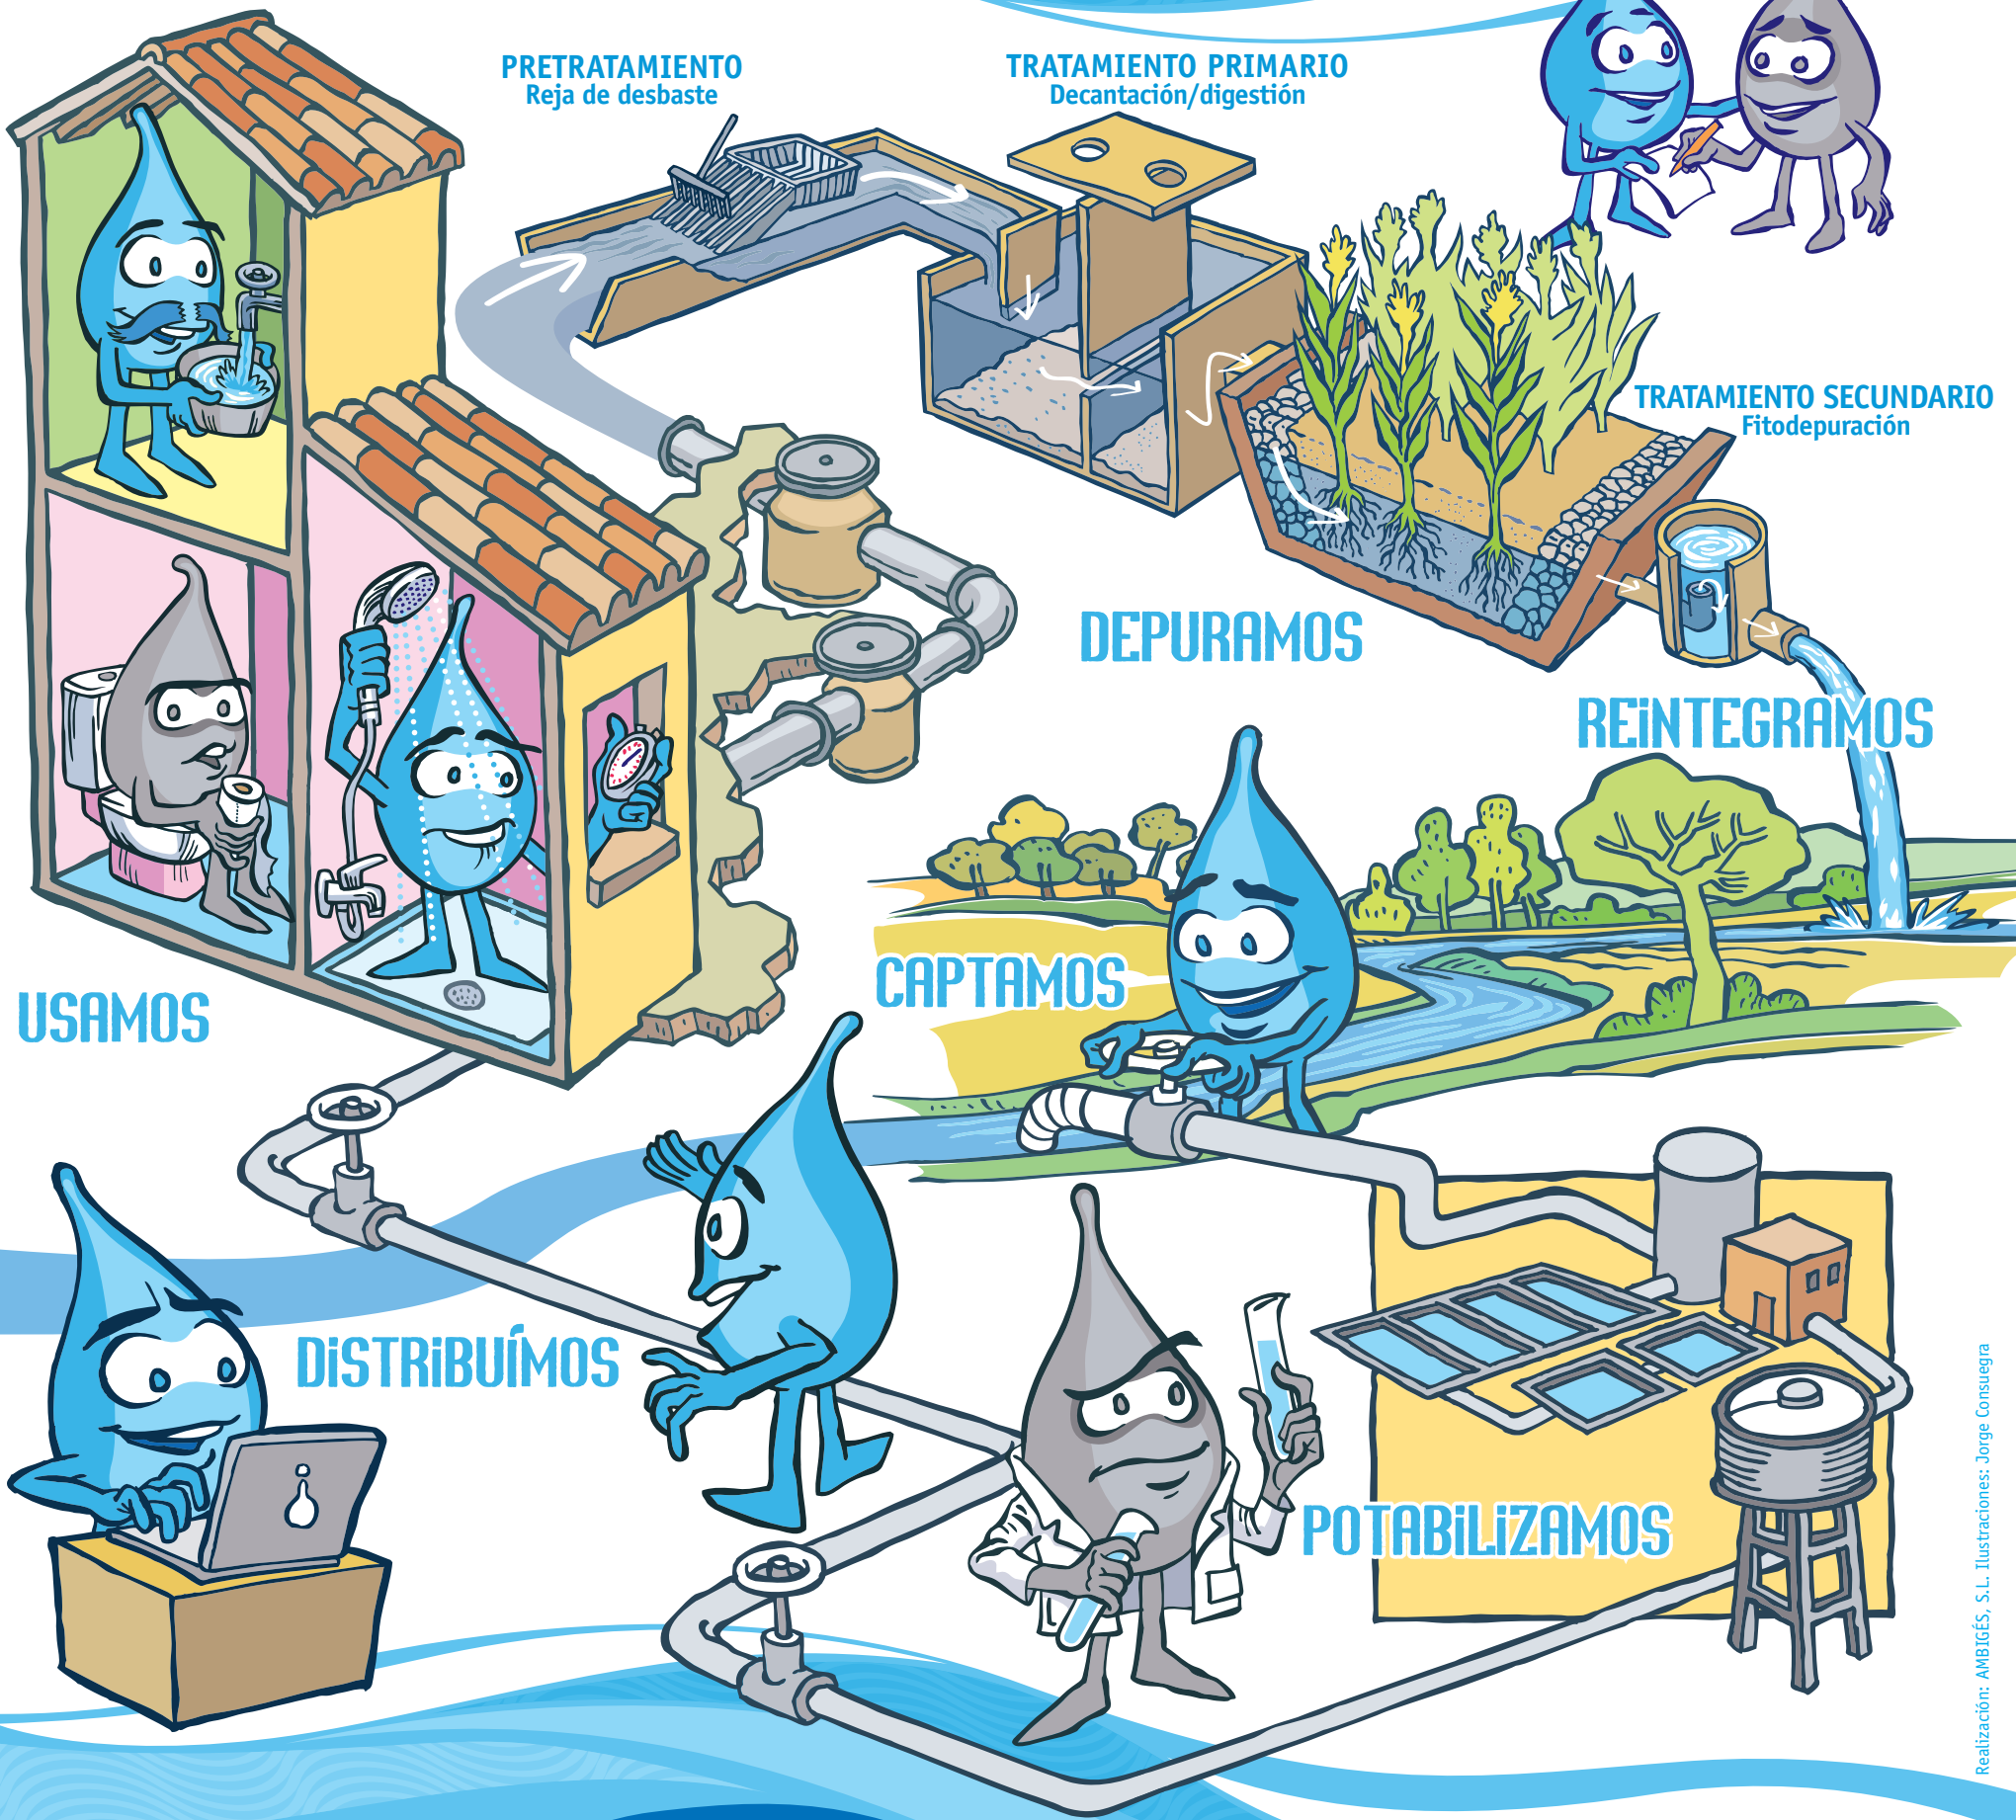 PRETRATAMIENTO
Reja de desbaste
TRATAMIENTO PRIMARIO
Decantación/digestión
TRATAMIENTO SECUNDARIO
Fitodepuración
DEPURAMOS
REiNTEGRAMOS
CAPTAMOS
USAMOS
DiSTRiBUÍMOS
POTABiLiZAMOS
Realización: AMBIGÉS, S.L. Ilustraciones: Jorge Consuegra